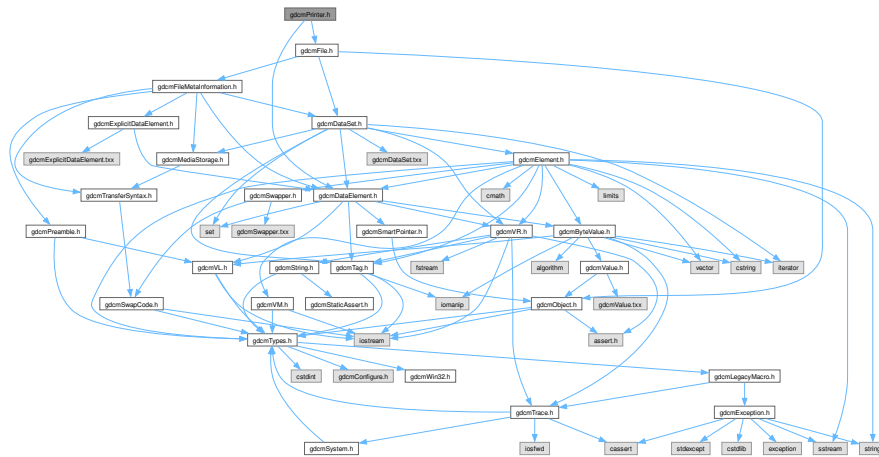 gdcmPrinter.h
gdcmFile.h
gdcmFileMetaInformation.h
gdcmExplicitDataElement.h
gdcmDataSet.h
gdcmExplicitDataElement.txx
gdcmMediaStorage.h
gdcmDataSet.txx
gdcmElement.h
gdcmTransferSyntax.h
gdcmSwapper.h
gdcmDataElement.h
cmath
limits
gdcmPreamble.h
set
gdcmSwapper.txx
gdcmSmartPointer.h
gdcmVR.h
gdcmByteValue.h
gdcmVL.h
gdcmString.h
gdcmTag.h
fstream
algorithm
gdcmValue.h
vector
cstring
iterator
gdcmSwapCode.h
gdcmVM.h
gdcmStaticAssert.h
iomanip
gdcmObject.h
gdcmValue.txx
gdcmTypes.h
iostream
assert.h
cstdint
gdcmConfigure.h
gdcmWin32.h
gdcmLegacyMacro.h
gdcmTrace.h
gdcmException.h
gdcmSystem.h
iosfwd
cassert
stdexcept
cstdlib
exception
sstream
string